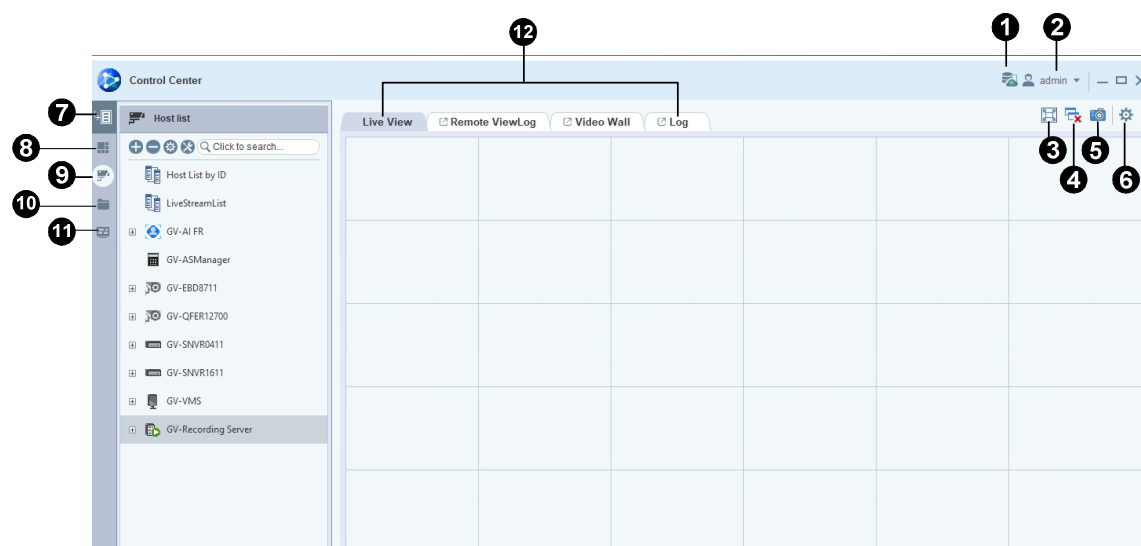 12
1
2
Control Center
admin
7
Host list
Live View
Remote ViewLog
Video Wall
Log
8
Click to search...
3
5
4
6
9
Host List by ID
10
LiveStreamList
11
GV-AI FR
GV-ASManager
GV-EBD8711
GV-QFER12700
GV-SNVR0411
GV-SNVR1611
GV-VMS
GV-Recording Server